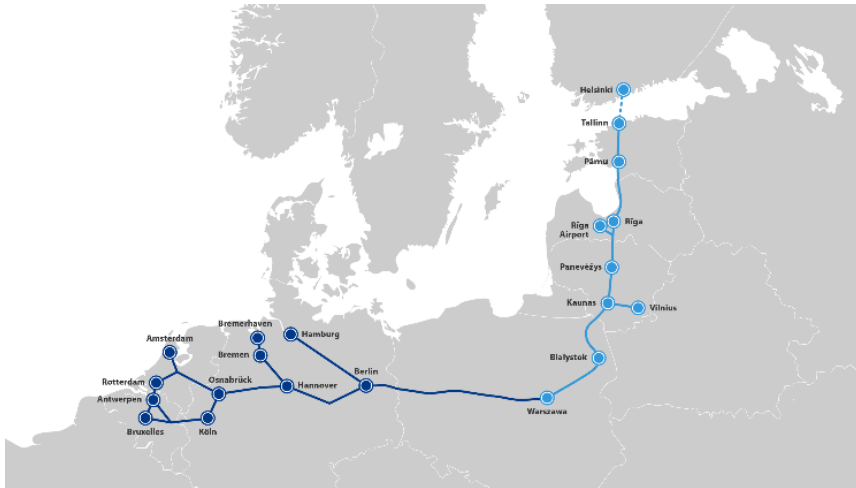 Helsinki
Tallinn
Pärnu
Rīga
Rīga
Airport
Panevėžys
Kaunas
Vilnius
Bremerhaven
Hamburg
Amsterdam
Bremen
Białystok
Rotterdam
Osnabrück
Hannover
Berlin
Antwerpen
Warszawa
Bruxelles
Köln